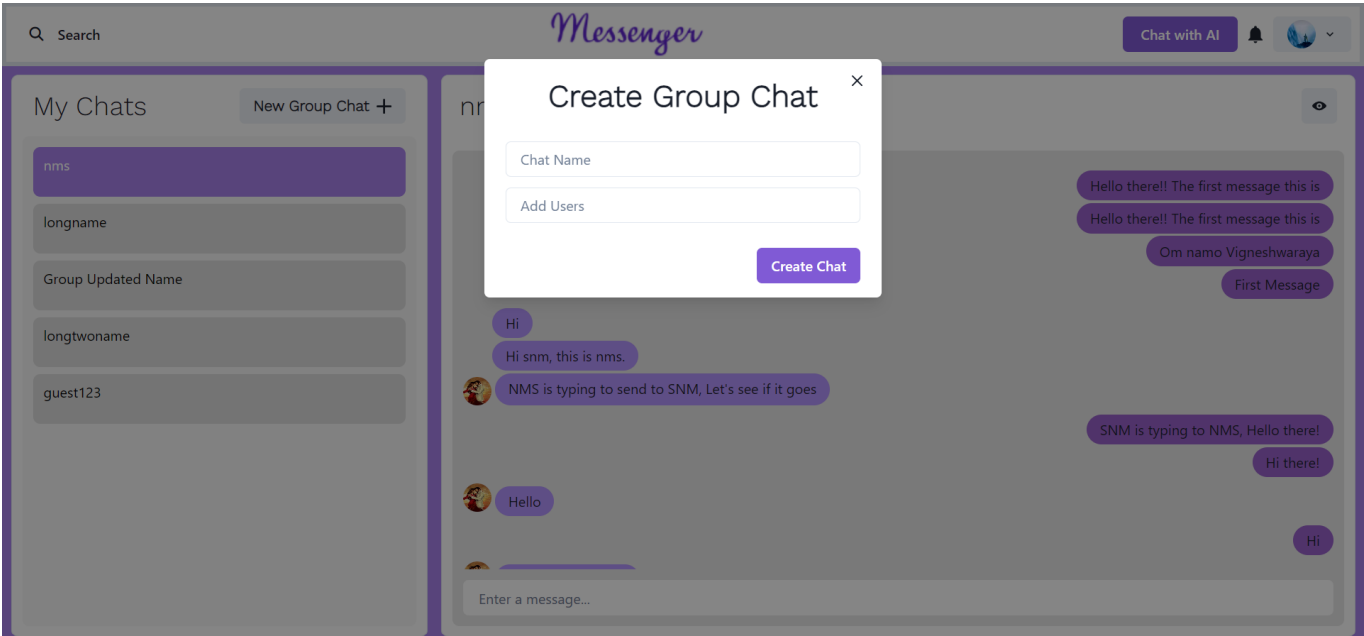 Search
Messenger
Chat with AI
My Chats
New Group Chat +
nms
longname
Group Updated Name
longtwoname
guest123
Create Group Chat
Chat Name
Add Users
Create Chat
Hello there!! The first message this is
Hello there!! The first message this is
Om namo Vigneshwaraya
First Message
Hi
Hi snm, this is nms.
NMS is typing to send to SNM, Let's see if it goes
SNM is typing to NMS, Hello there!
Hi there!
Hello
Hi
Enter a message...